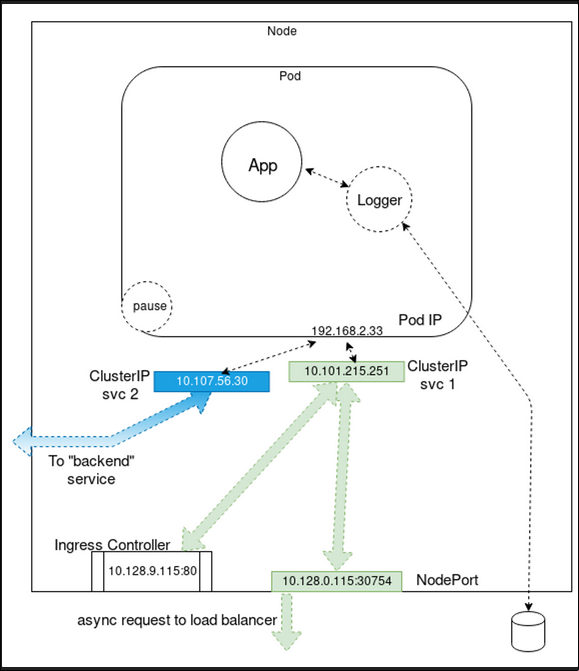 Node
Pod
App
Logger
pause
192.168.2.33
Pod IP
ClusterIP
svc 2
10.107.56.30
10.101.215.251
ClusterIP
svc 1
To "backend"
service
Ingress Controller
10.128.9.115:80
10.128.0.115:30754
NodePort
async request to load balancer